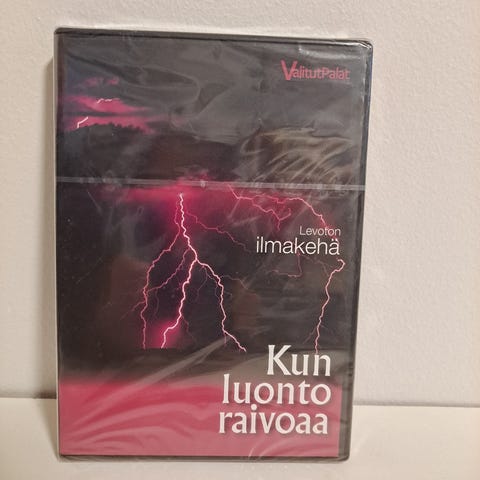 ValitutPalat
Levoton
ilmakehä
Kun
luonto
raivoaa